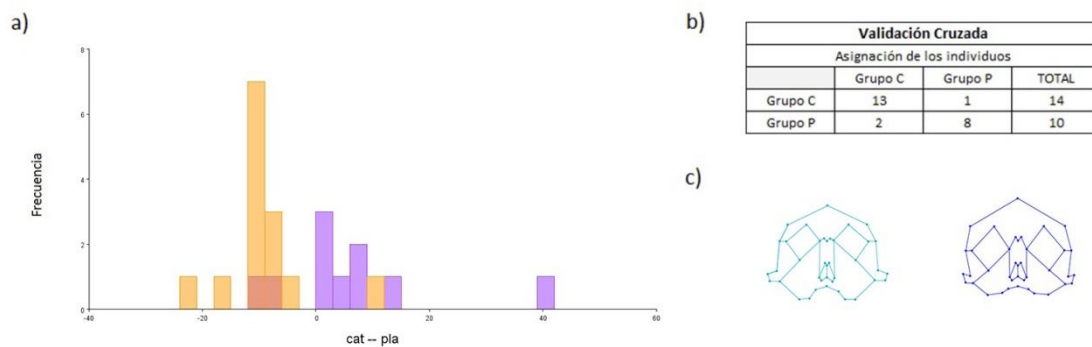 a)
8
6
4
2
0
Frecuencia
-40
-20
0
20
40
60
cat -- pla
b)
Validación Cruzada
Asignación de los individuos
Grupo C Grupo P TOTAL
Grupo C 13 1 14
Grupo P 2 8 10
c)